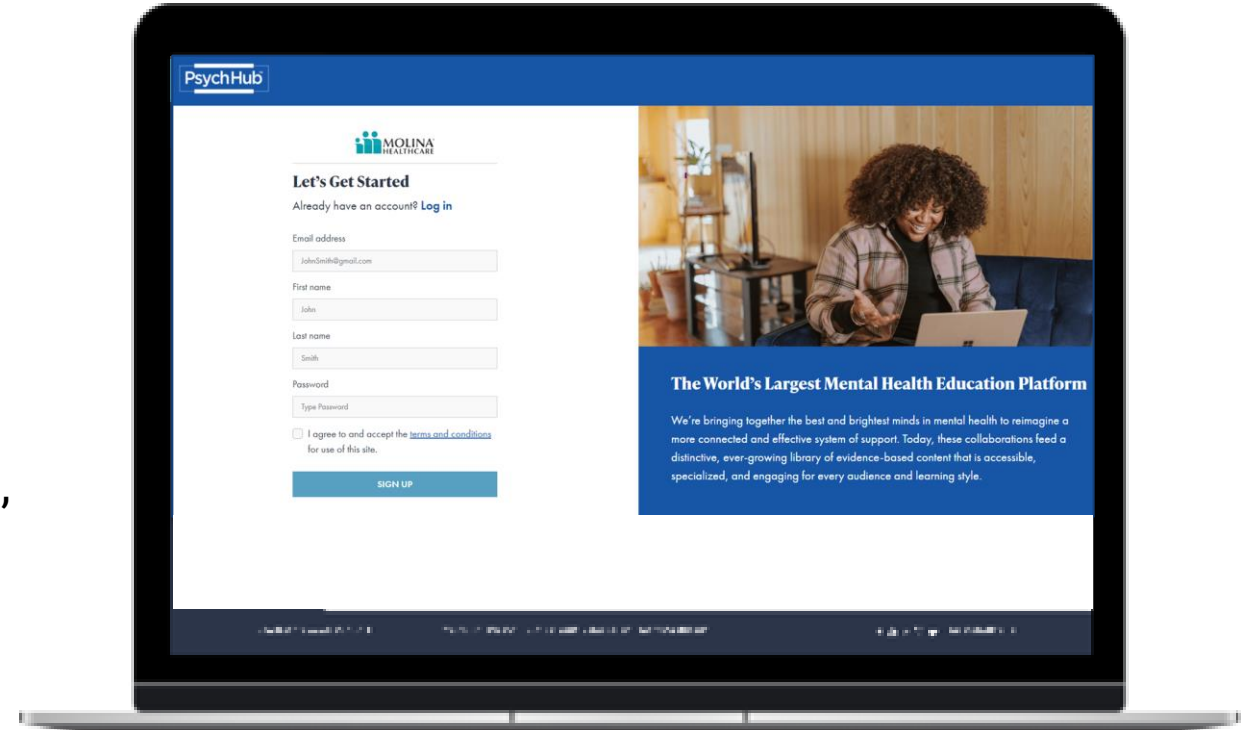 PsychHub
MOLINA
HEALTHCARE
Let's Get Started
Already have an account? Log in
Email address
JohnSmith@gmail.com
First name
John
Last name
Smith
Password
Type Password
I agree to and accept the terms and conditions
for use of this site.
SIGN UP
The World's Largest Mental Health Education Platform
We're bringing together the best and brightest minds in mental health to reimagine a
more connected and effective system of support. Today, these collaborations feed a
distinctive, ever-growing library of evidence-based content that is accessible,
specialized, and engaging for every audience and learning style.
,